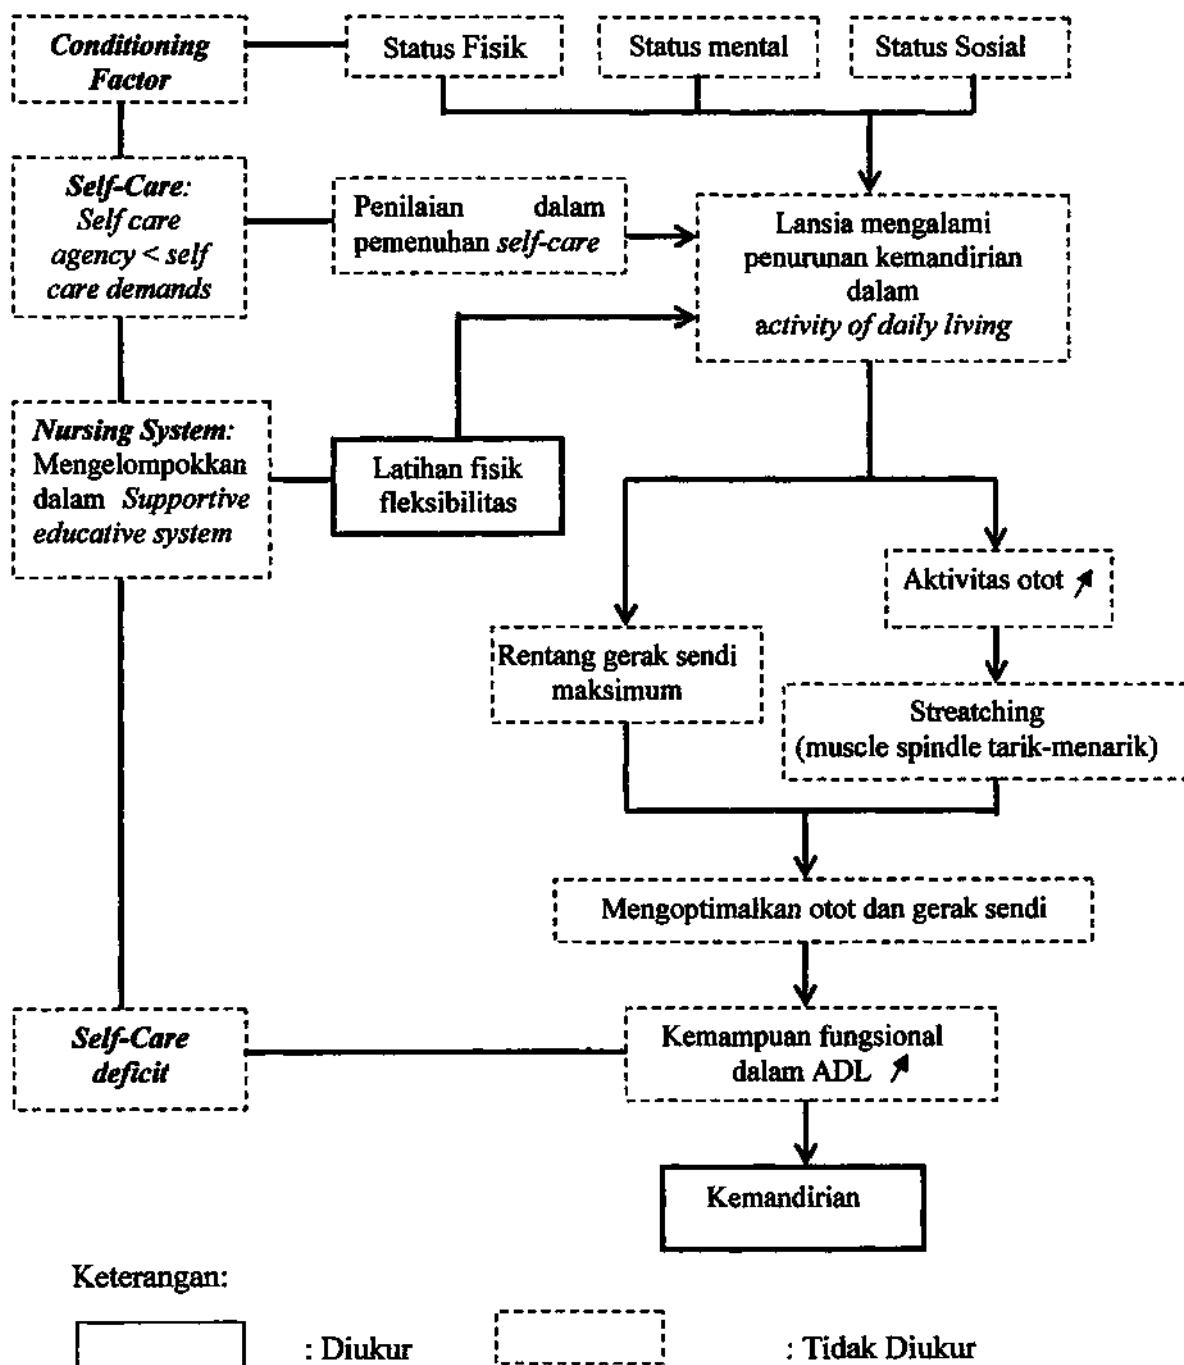 Conditioning
Factor
Status Fisik
Status mental
Status Sosial
Self-Care:
Self care
agency < self
care demands
Penilaian dalam
pemenuhan self-care
Lansia mengalami
penurunan kemandirian
dalam
activity of daily living
Nursing System:
Mengelompokkan
dalam Supportive
educative system
Latihan fisik
fleksibilitas
Aktivitas otot
Rentang gerak sendi
maksimum
Streatching
(muscle spindle tarik-menarik)
Mengoptimalkan otot dan gerak sendi
Self-Care
deficit
Kemampuan fungsional
dalam ADL
Kemandirian
Keterangan:
: Diukur
: Tidak Diukur